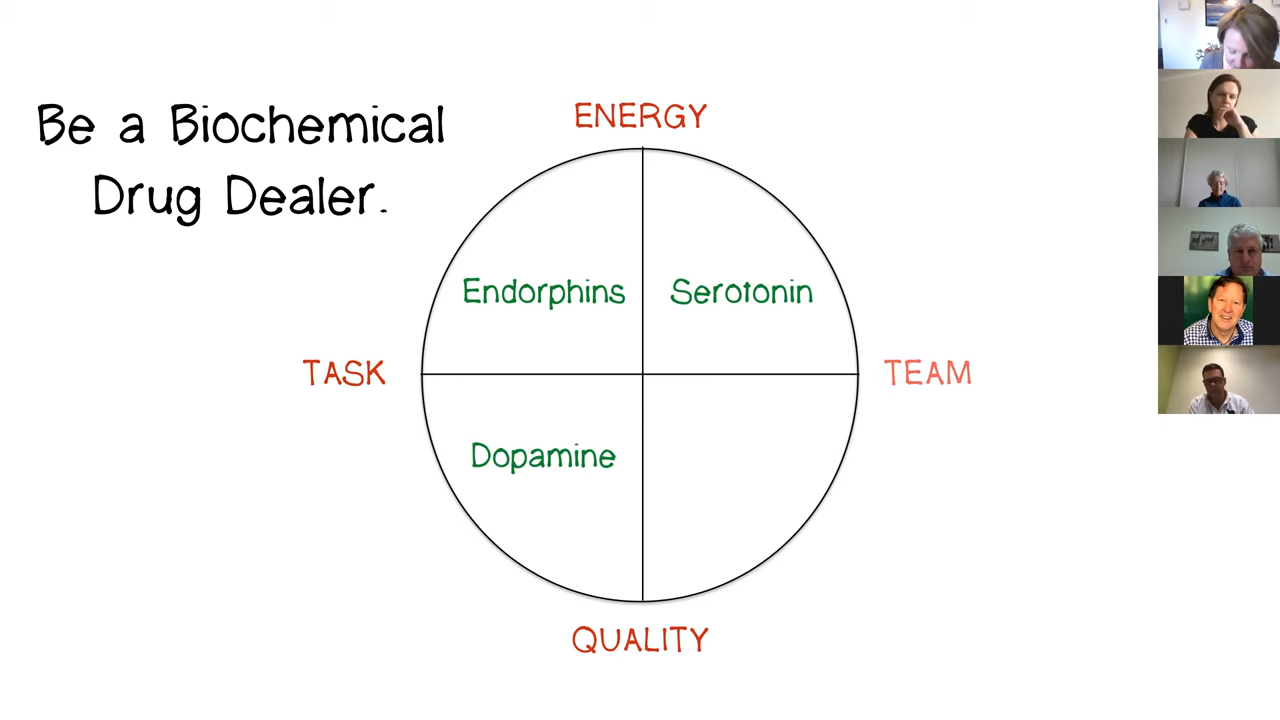 Be a Biochemical
Drug Dealer.
ENERGY
Endorphins
Serotonin
TASK
TEAM
Dopamine
QUALITY